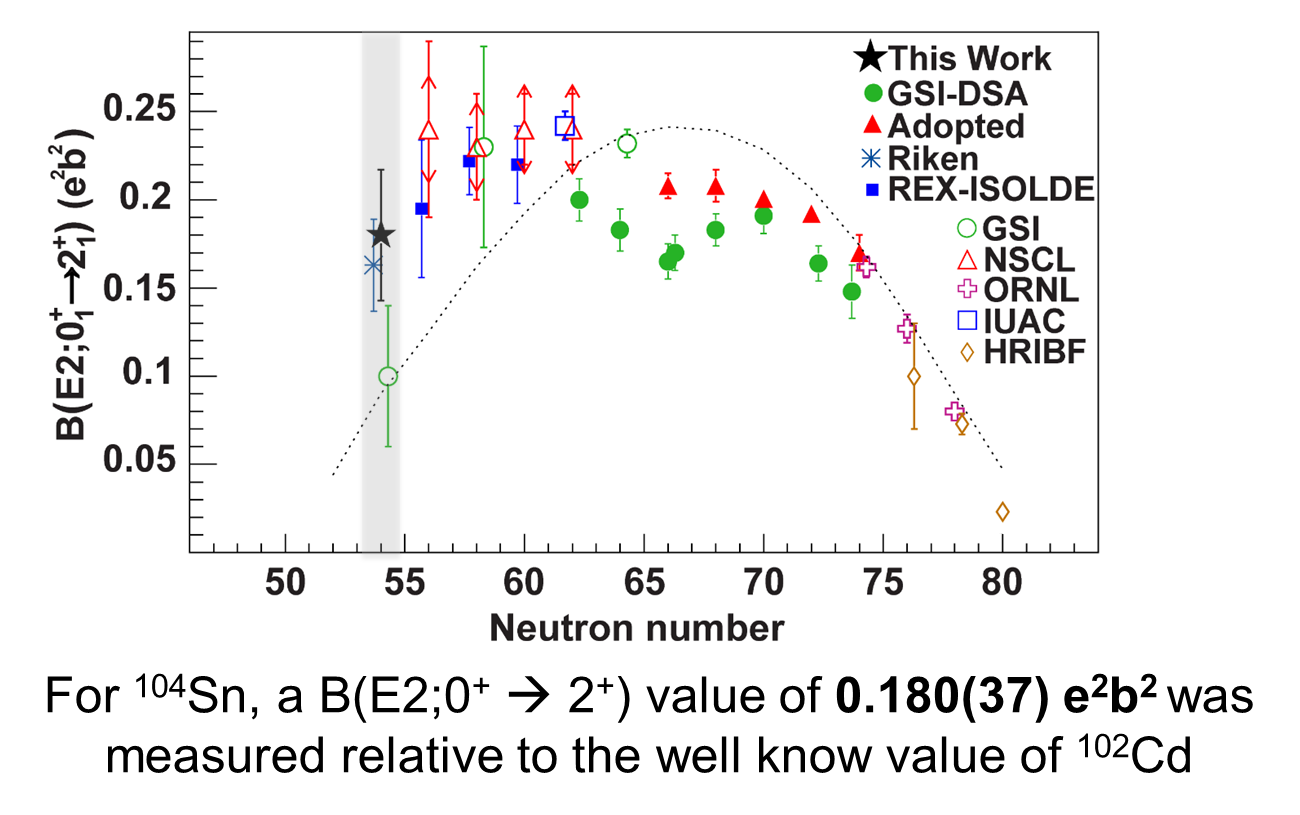 B(E2;0₁⁺→2₁⁺) (e²b²)
0.25
0.2
0.15
0.1
0.05
50 55 60 65 70 75 80
Neutron number
This Work
GSI-DSA
Adopted
Riken
REX-ISOLDE
GSI
NSCL
ORNL
IUAC
HRIBF
For ¹⁰⁴Sn, a B(E2;0⁺ → 2⁺) value of 0.180(37) e²b² was
measured relative to the well know value of ¹⁰²Cd